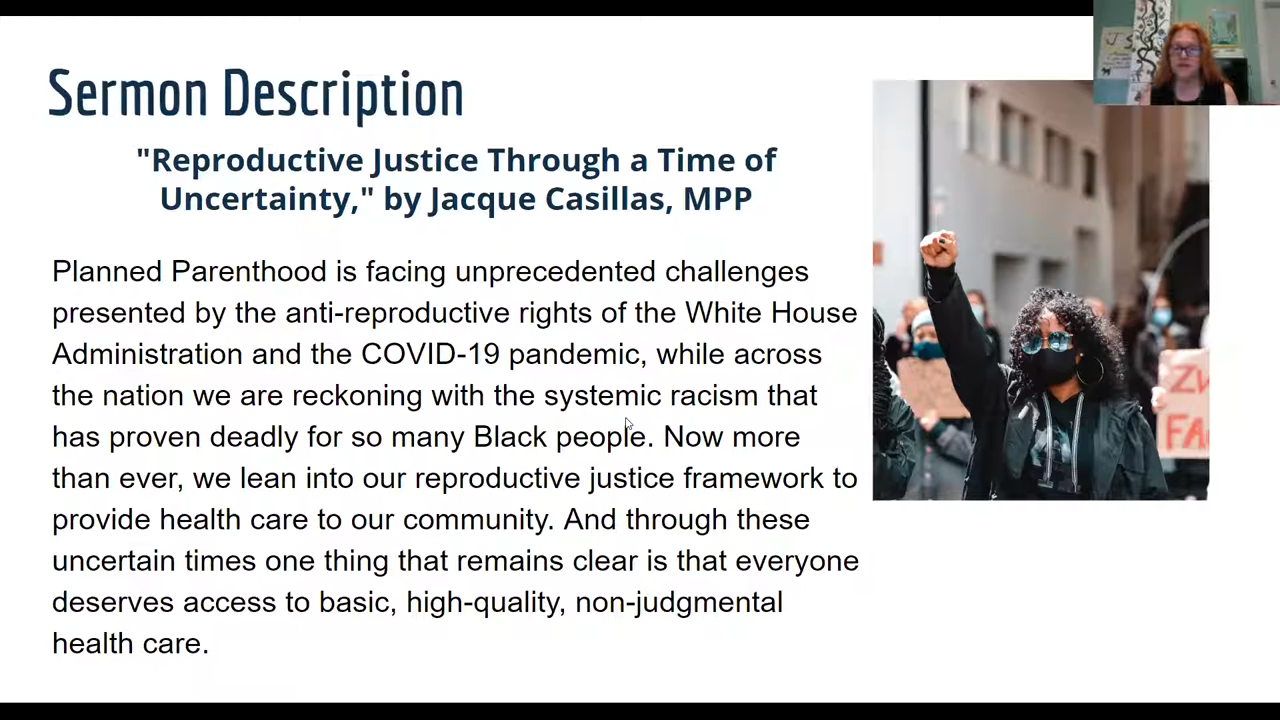 Sermon Description
"Reproductive Justice Through a Time of
Uncertainty," by Jacque Casillas, MPP
Planned Parenthood is facing unprecedented challenges
presented by the anti-reproductive rights of the White House
Administration and the COVID-19 pandemic, while across
the nation we are reckoning with the systemic racism that
has proven deadly for so many Black people. Now more
than ever, we lean into our reproductive justice framework to
provide health care to our community. And through these
uncertain times one thing that remains clear is that everyone
deserves access to basic, high-quality, non-judgmental
health care.